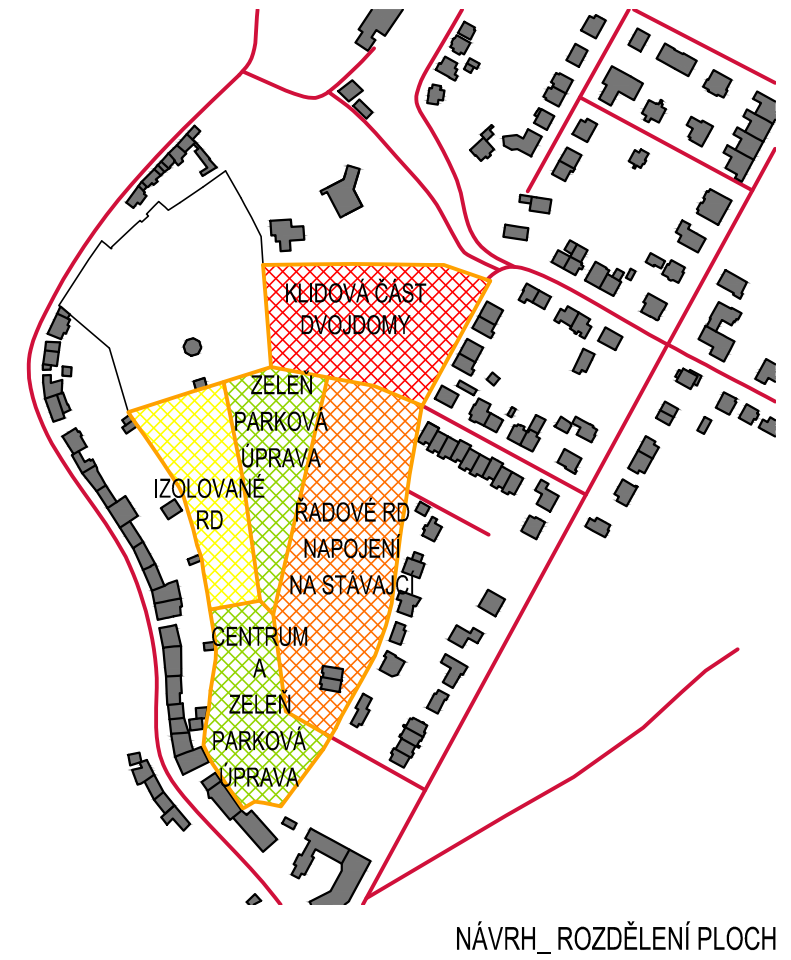 KLIDOVÁ ČÁST
DVOJDOMY
ZELEŇ
PARKOVÁ
ÚPRAVA
IZOLOVANÉ
RD
ŘADOVÉ RD
NAPOJENÍ
NA STÁVAJCÍ
CENTRUM
A
ZELEŇ
PARKOVÁ
ÚPRAVA
NÁVRH_ ROZDĚLENÍ PLOCH